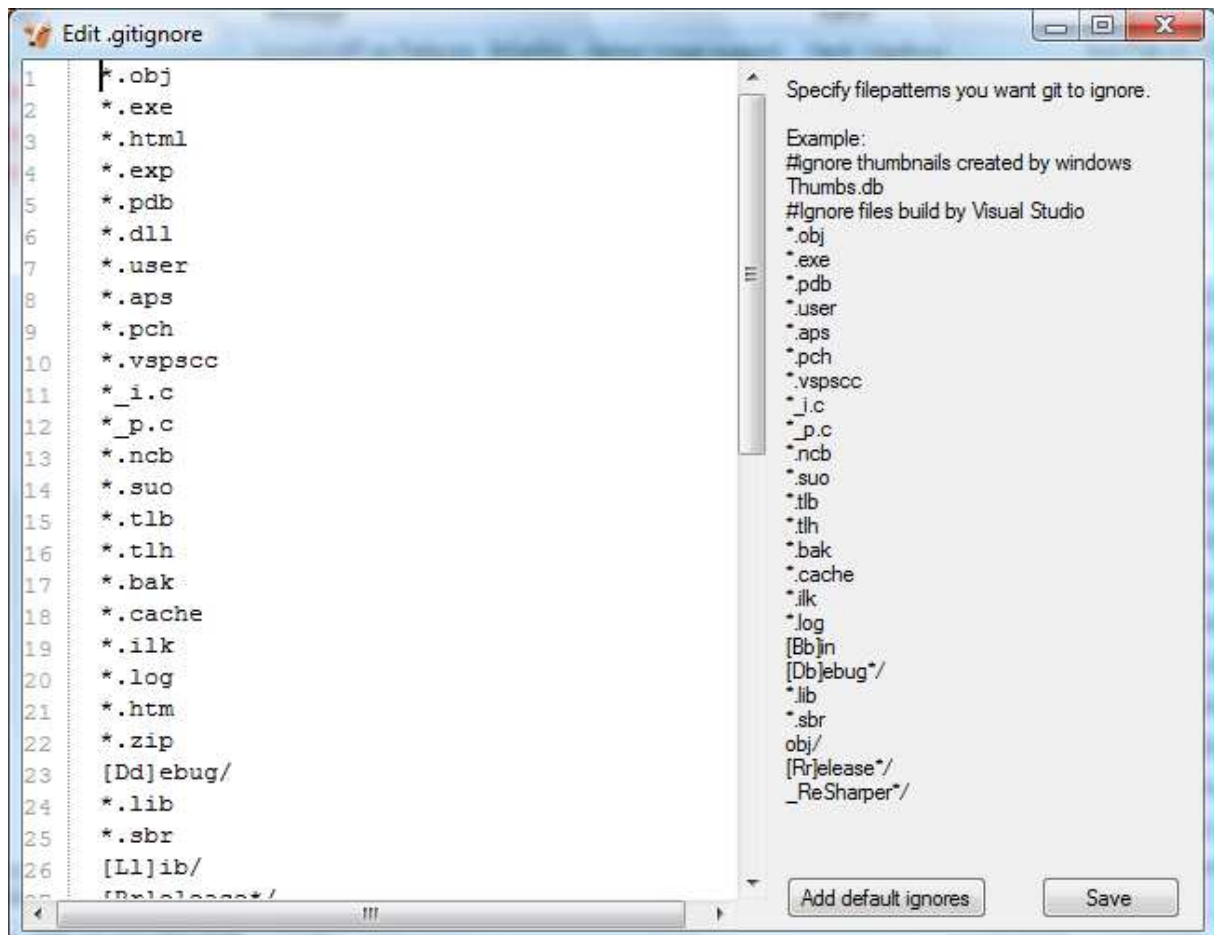 Edit .gitignore
1 *.obj
2 *.exe
3 *.html
4 *.exp
5 *.pdb
6 *.dll
7 *.user
8 *.aps
9 *.pch
10 *.vspscc
11 *_i.c
12 *_p.c
13 *.ncb
14 *.suo
15 *.tlb
16 *.tlh
17 *.bak
18 *.cache
19 *.ilk
20 *.log
21 *.htm
22 *.zip
23 [Dd]ebug/
24 *.lib
25 *.sbr
26 [Ll]ib/
[Rr]elease*/
Specify filepatterns you want git to ignore.
Example:
#ignore thumbnails created by windows
Thumbs.db
#Ignore files build by Visual Studio
*.obj
*.exe
*.pdb
*.user
*.aps
*.pch
*.vspscc
*_i.c
*_p.c
*.ncb
*.suo
*.tlb
*.tlh
*.bak
*.cache
*.ilk
*.log
[Bb]in
[Db]ebug*/
*.lib
*.sbr
obj/
[Rr]elease*/
_ReSharper*/
Add default ignores
Save